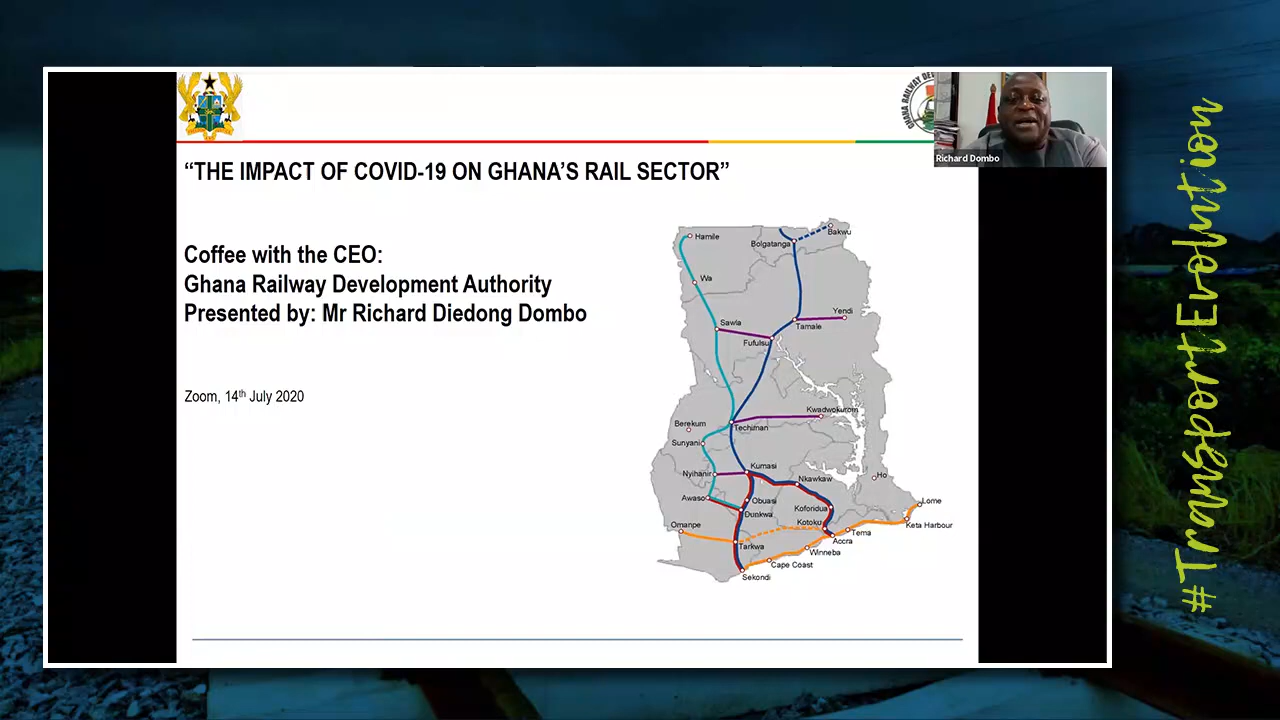 GHANA RAILWAY DE
Richard Dombo
“THE IMPACT OF COVID-19 ON GHANA’S RAIL SECTOR”
Coffee with the CEO:
Ghana Railway Development Authority
Presented by: Mr Richard Diedong Dombo
Zoom, 14th July 2020
Hamile
Bolgatanga
Bakwu
Wa
Sawla
Fufulsu
Tamale
Yendi
Kwadwokurom
Techiman
Berekum
Sunyani
Nyihanir
Kumasi
Nkawkaw
Ho
Awaso
Obuasi
Dunkwa
Koforidua
Kotoku
Lome
Keta Harbour
Omanpe
Tarkwa
Accra
Tema
Winneba
Cape Coast
Sekondi
#TransportEvolution